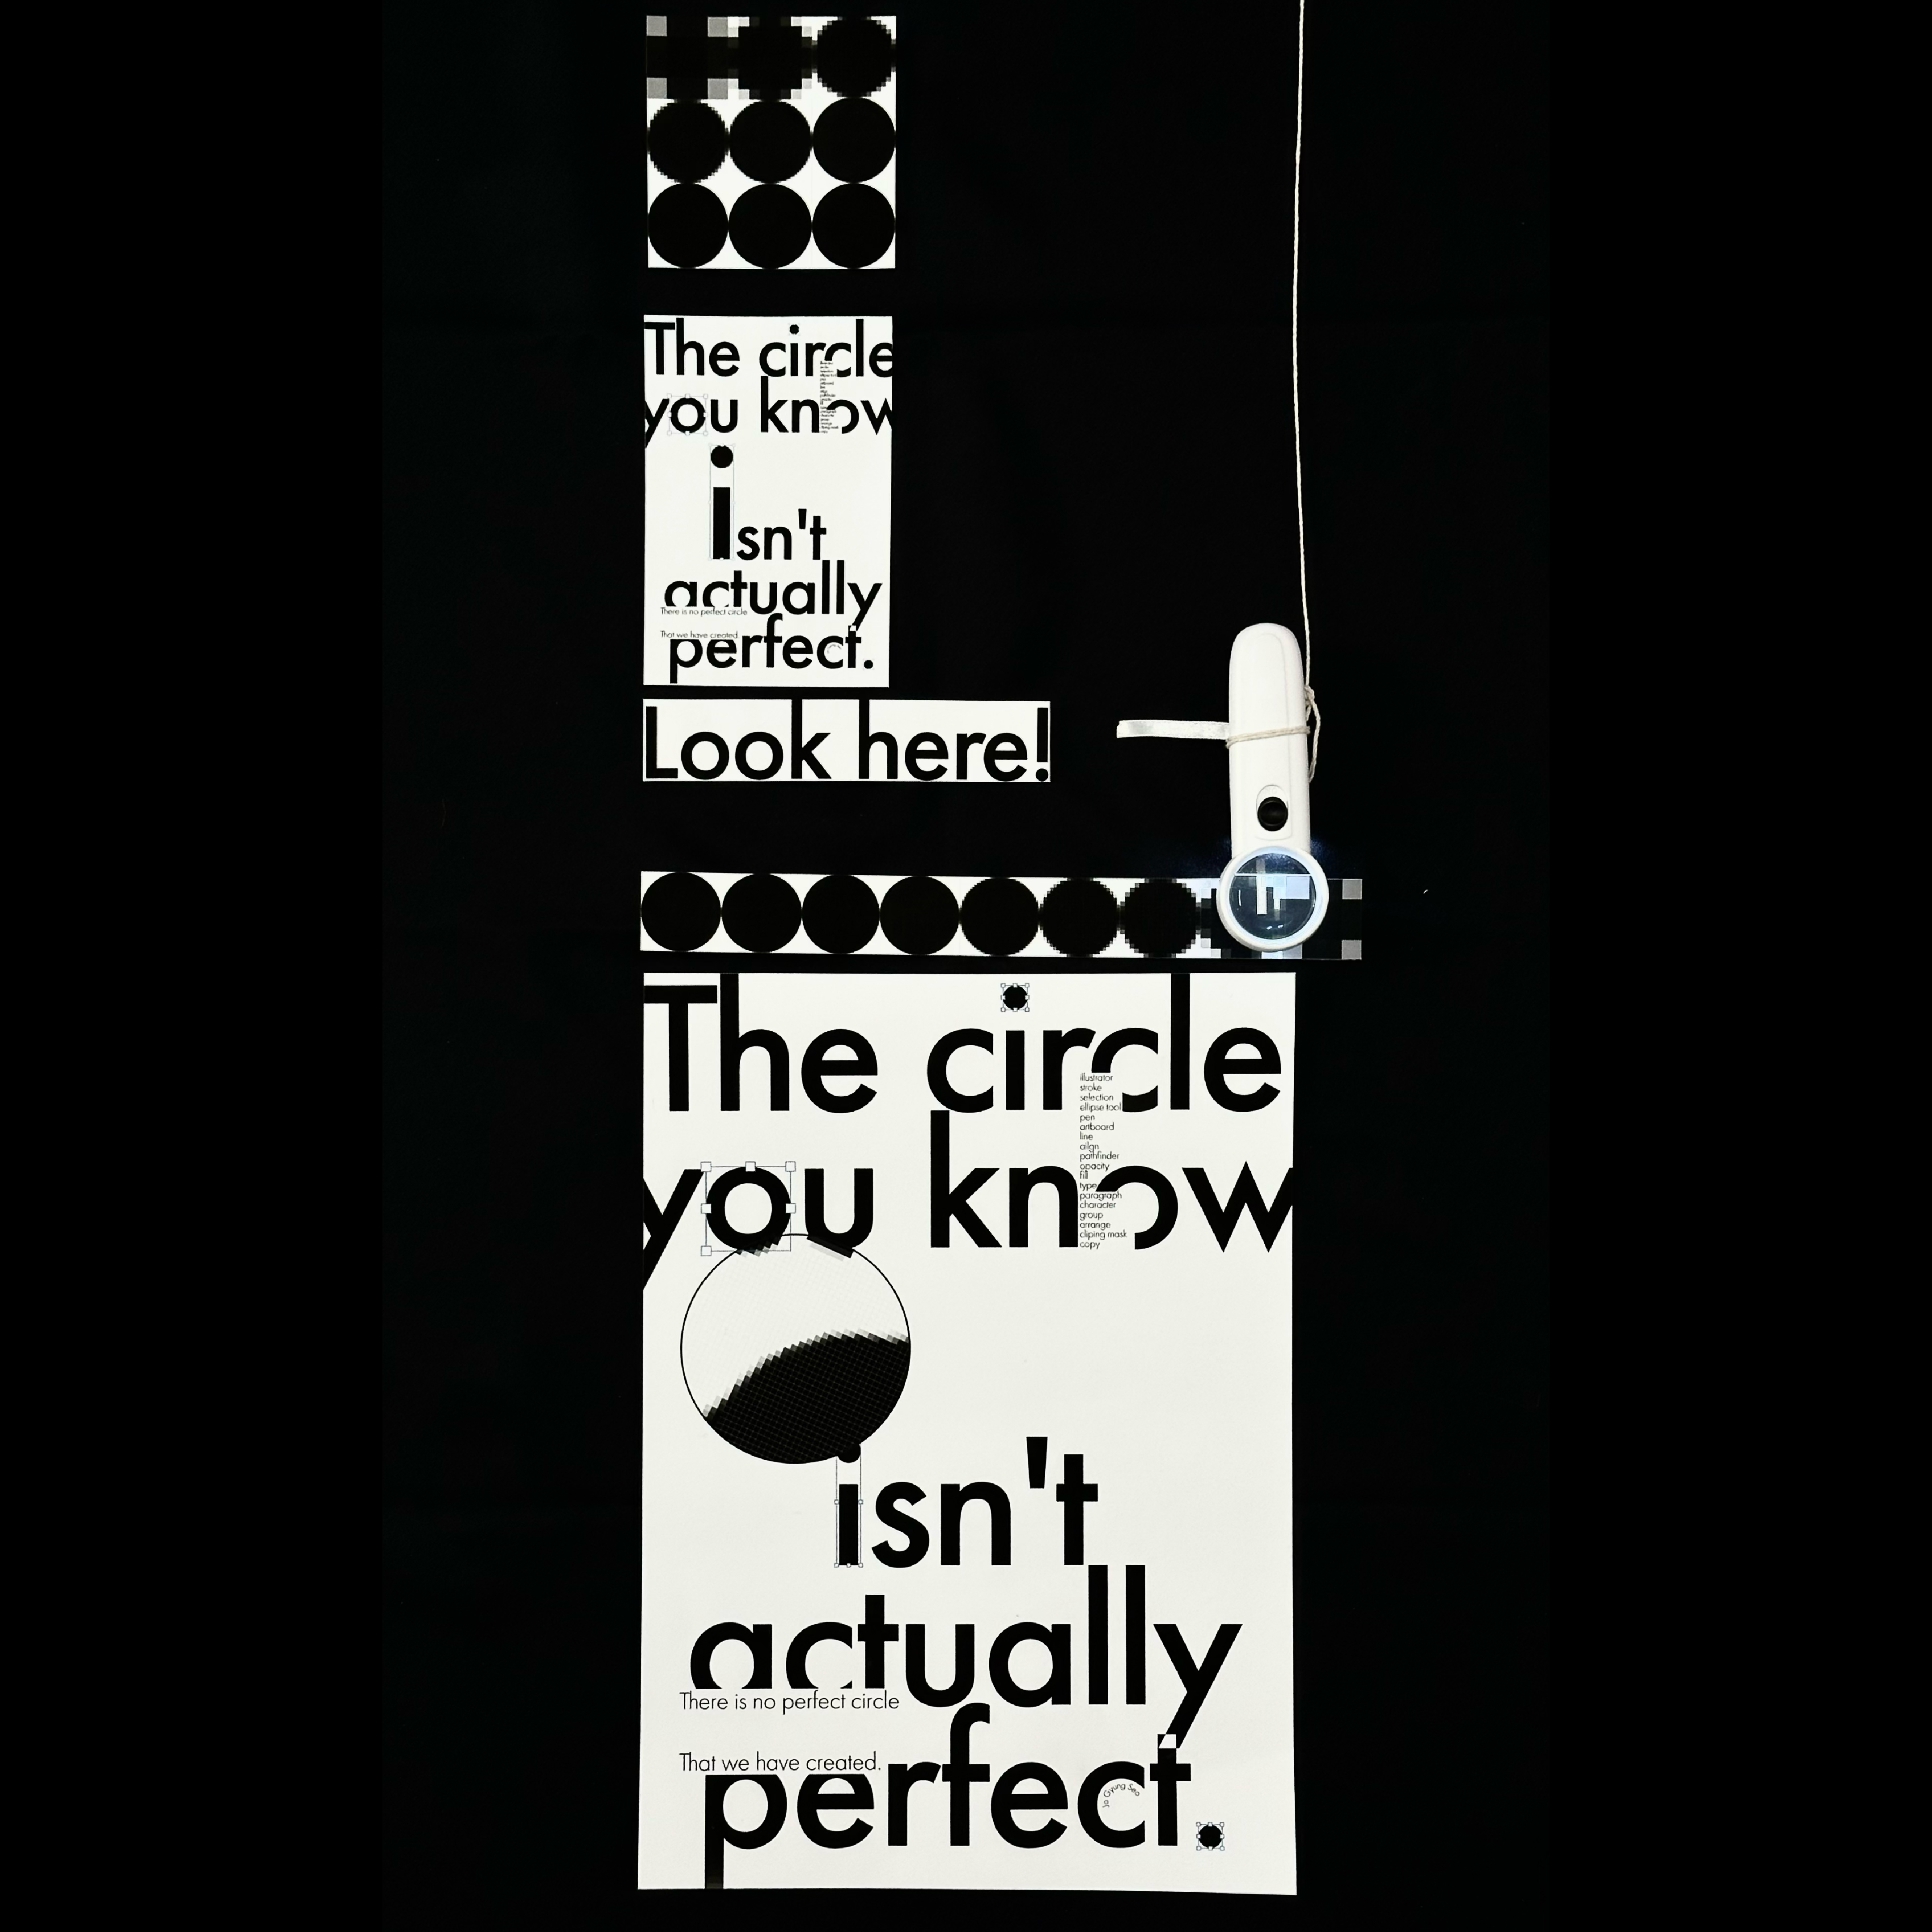 The circle
you know
isn't
actually
There is no perfect circle
That we have created
perfect.
Look here!
The circle
illustrator
stroke
selection
ellipse tool
pen
artboard
line
ailgn
pathfinder
opacity
fill
type
paragraph
character
group
arrange
cliping mask
copy
you know
isn't
actually
There is no perfect circle
That we have created.
perfect.
Jo Gyung Seo